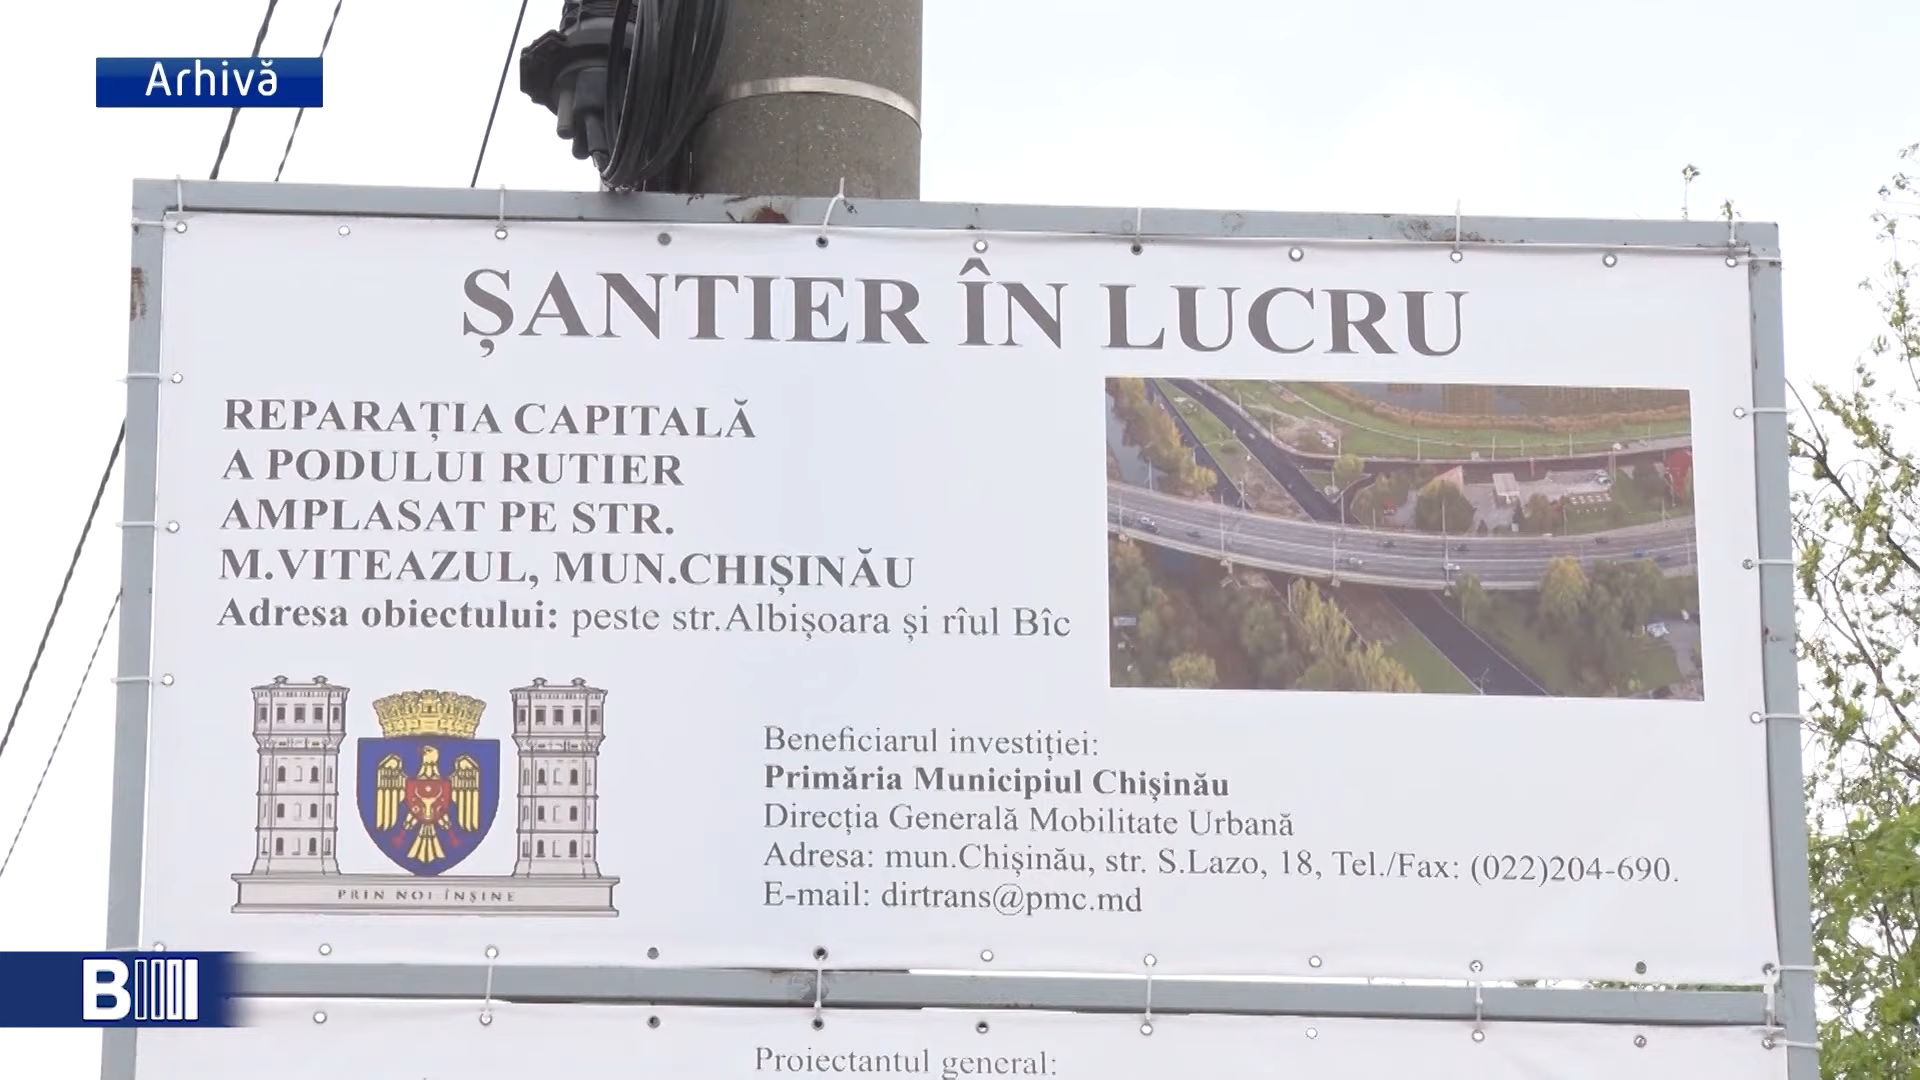 Arhivă
ȘANTIER ÎN LUCRU
REPARAȚIA CAPITALĂ
A PODULUI RUTIER
AMPLASAT PE STR.
M.VITEAZUL, MUN.CHIȘINĂU
Adresa obiectului: peste str.Albișoara și rîul Bîc
PRIN NOI ÎNȘINE
Beneficiarul investiției:
Primăria Municipiul Chișinău
Direcția Generală Mobilitate Urbană
Adresa: mun.Chișinău, str. S.Lazo, 18, Tel./Fax: (022)204-690.
E-mail: dirtrans@pmc.md
B
Proiectantul general: